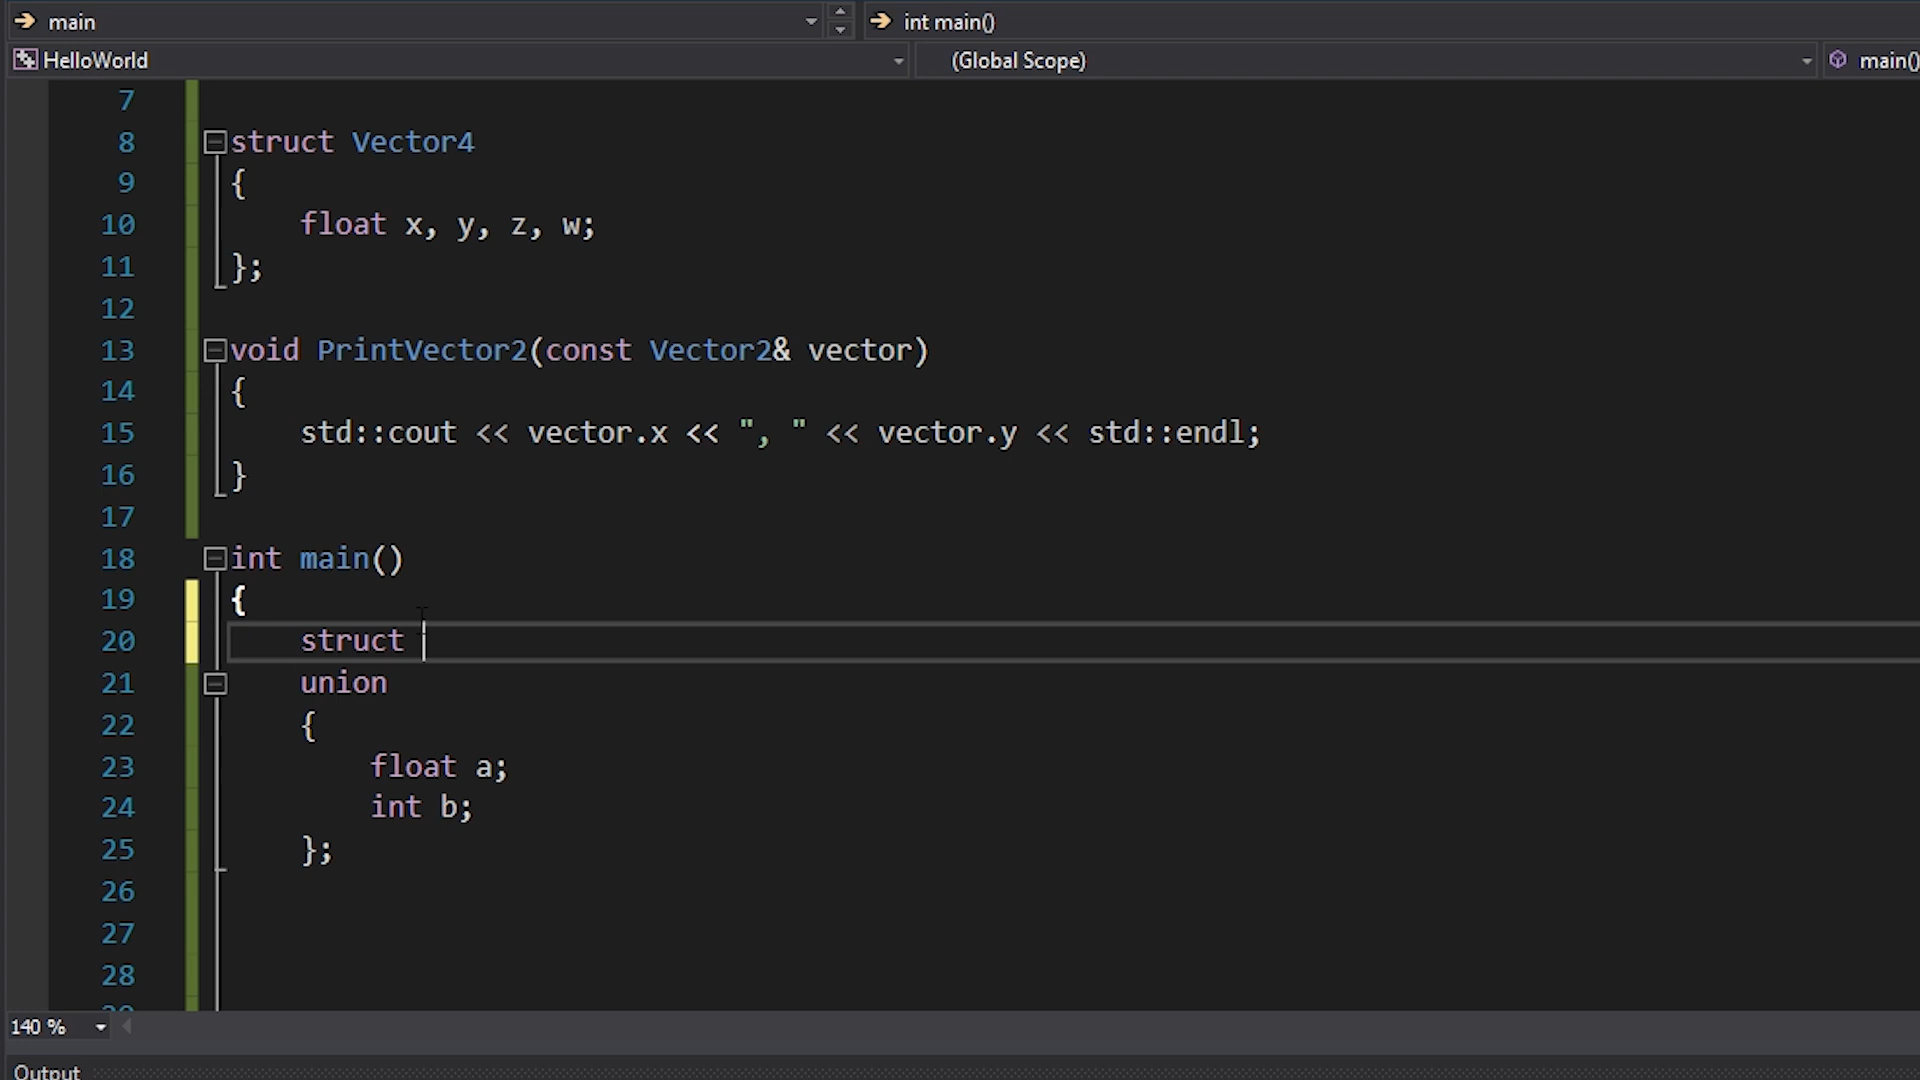 main int main()
HelloWorld (Global Scope) main()
7
8 struct Vector4
9 {
10 float x, y, z, w;
11 };
12
13 void PrintVector2(const Vector2& vector)
14 {
15 std::cout << vector.x << ", " << vector.y << std::endl;
16 }
17
18 int main()
19 {
20 struct
21 union
22 {
23 float a;
24 int b;
25 };
26
27
28
140 %
Output